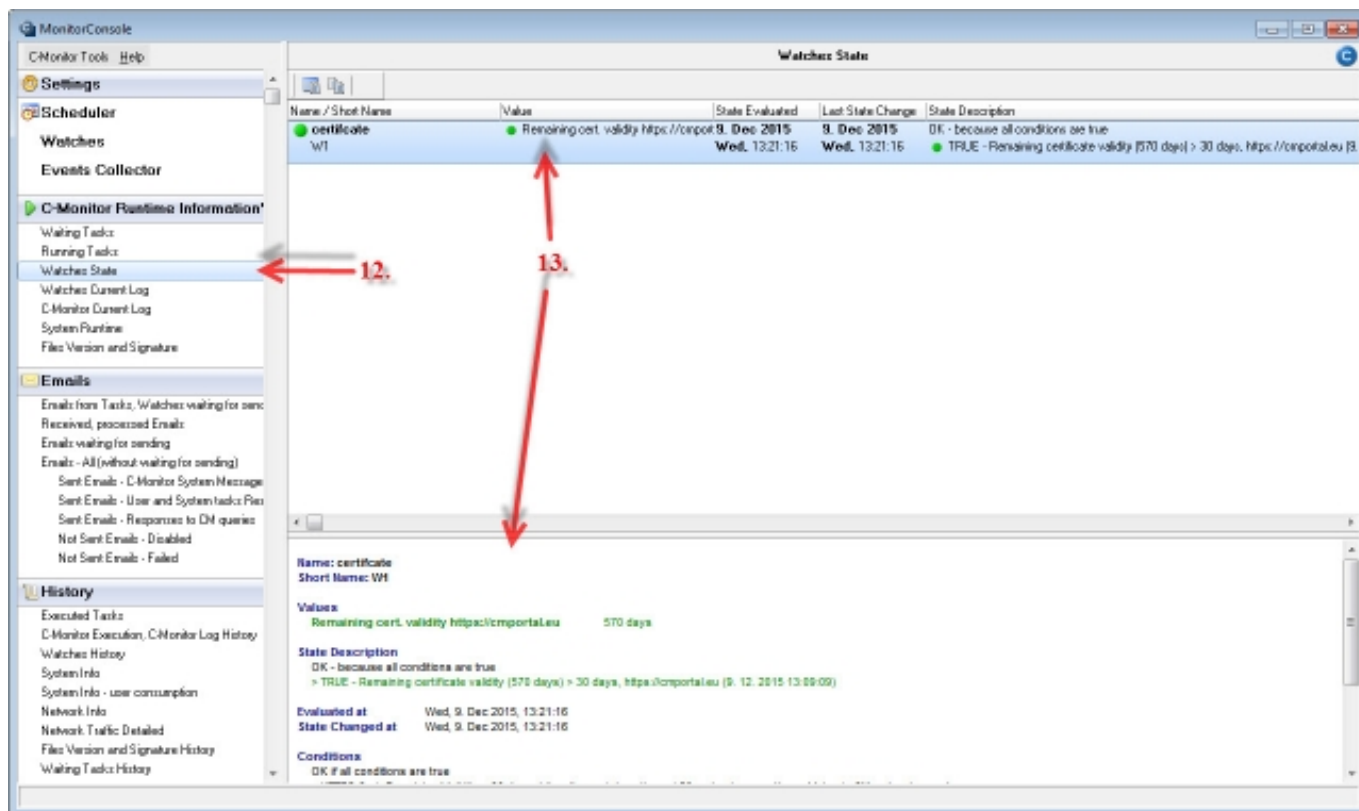 MonitorConsole
C-Monitor Tools Help
Watches State
Settings
Scheduler
Watches
Events Collector
C-Monitor Runtime Information
Waiting Tasks
Running Tasks
Watches State
Watches Current Log
C-Monitor Current Log
System Runtime
Files Version and Signature
Emails
Emails from Tasks, Watches waiting for send
Received, processed Emails
Emails waiting for sending
Emails - All (without waiting for sending)
Sent Emails - C-Monitor System Message
Sent Emails - User and System tasks Res
Sent Emails - Responses to CM queries
Not Sent Emails - Disabled
Not Sent Emails - Failed
History
Executed Tasks
C-Monitor Execution, C-Monitor Log History
Watches History
System Info
System Info - user consumption
Network Info
Network Traffic Detailed
Files Version and Signature History
Waiting Tasks History
12.
13.
Name / Short Name Value State Evaluated Last State Change State Description
certifcate Remaining cert. validity https://cmport 9. Dec 2015 9. Dec 2015 OK - because all conditions are true
W1 Wed, 13:21:16 Wed, 13:21:16 TRUE - Remaining certificate validity (570 days) > 30 days, https://cmportal.eu (9.
Name: certifcate
Short Name: W1
Values
Remaining cert. validity https://cmportal.eu 570 days
State Description
OK - because all conditions are true
> TRUE - Remaining certificate validity (570 days) > 30 days, https://cmportal.eu (9. 12. 2015 13:09:09)
Evaluated at Wed, 9. Dec 2015, 13:21:16
State Changed at Wed, 9. Dec 2015, 13:21:16
Conditions
OK if all conditions are true